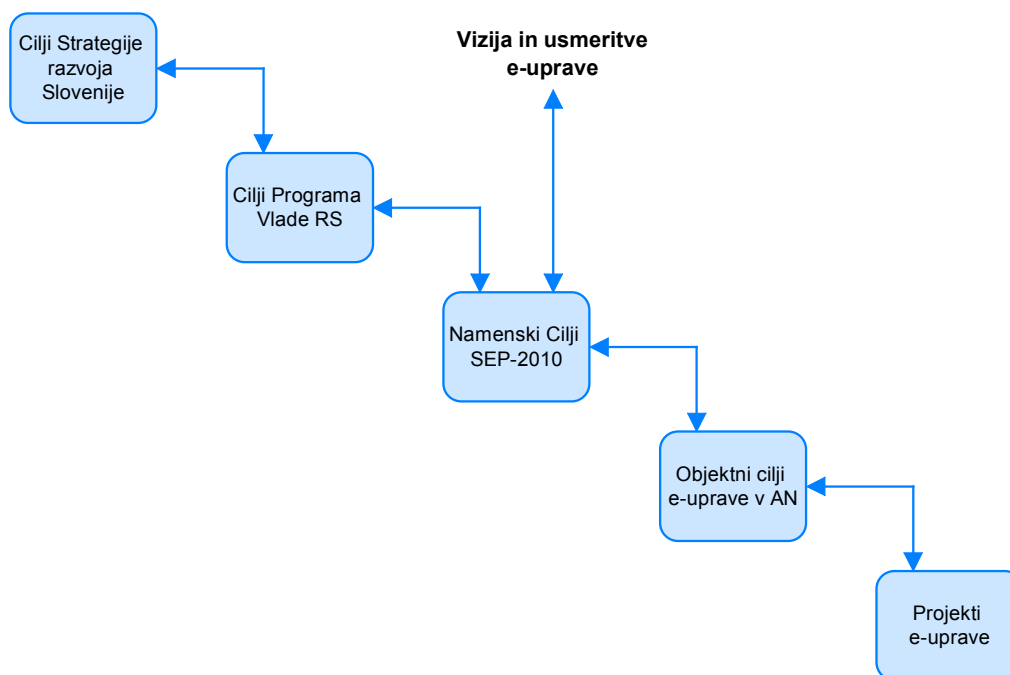 Cilji Strategije
razvoja
Slovenije
Vizija in usmeritve
e-uprave
Cilji Programa
Vlade RS
Namenski Cilji
SEP-2010
Objektni cilji
e-uprave v AN
Projekti
e-uprave